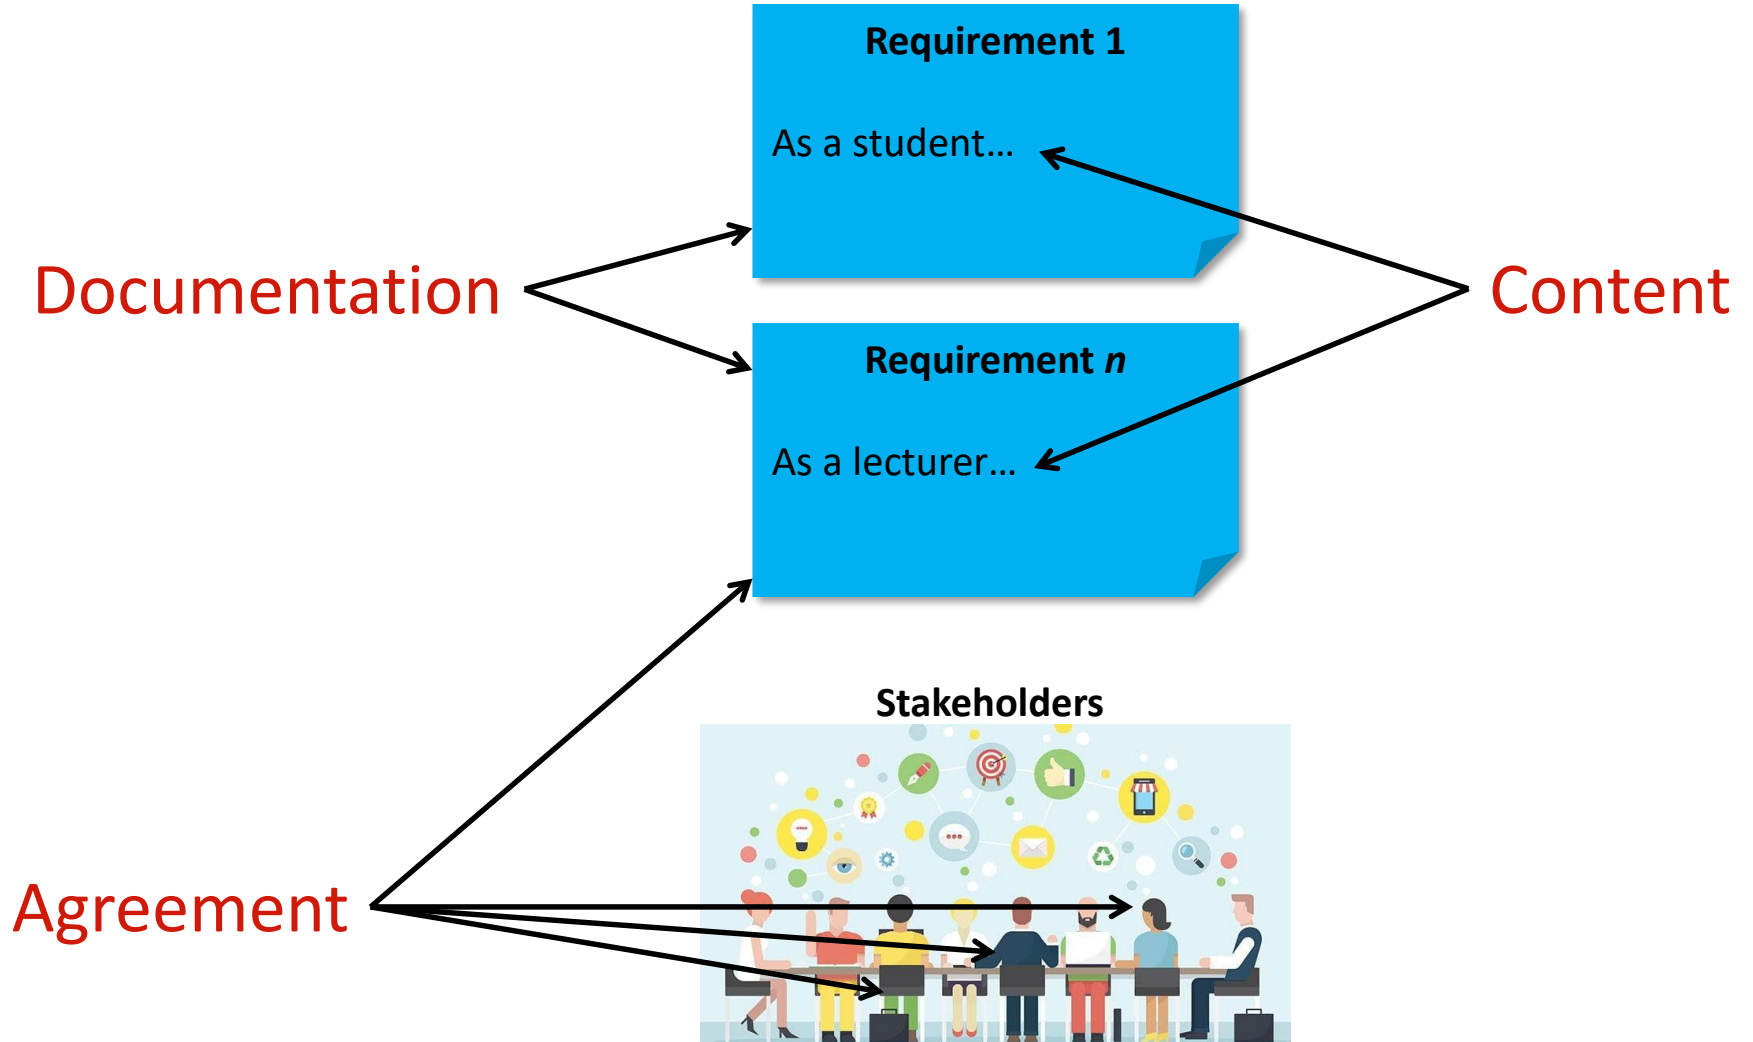 Requirement 1
As a student…
Documentation
Content
Requirement n
As a lecturer…
Stakeholders
Agreement